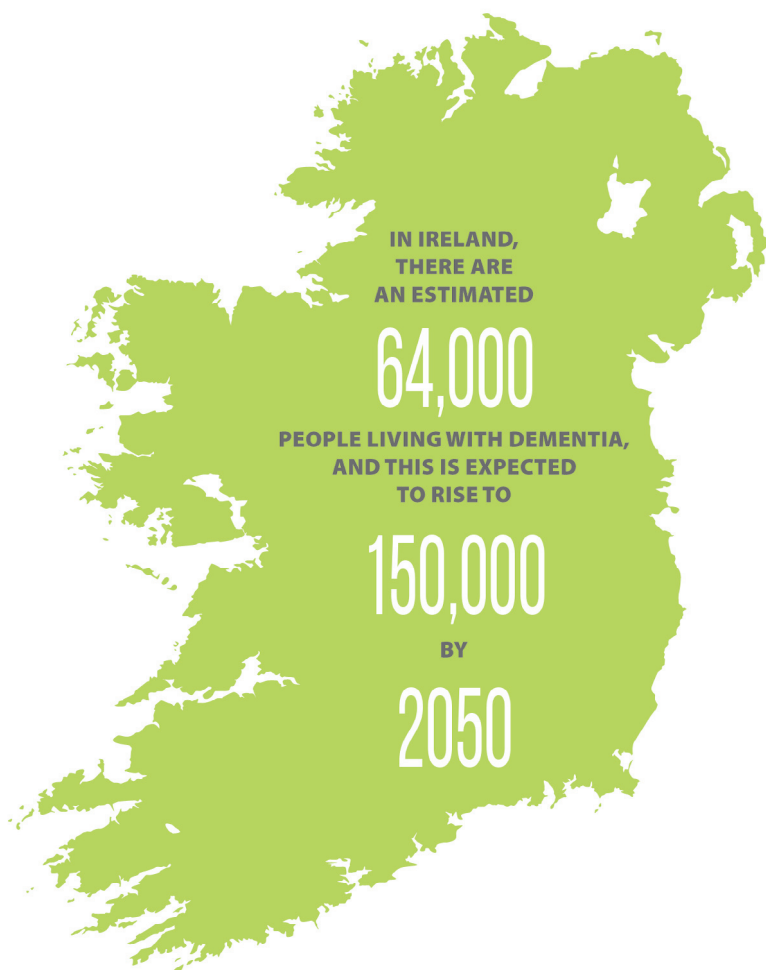 IN IRELAND,
THERE ARE
AN ESTIMATED
64,000
PEOPLE LIVING WITH DEMENTIA,
AND THIS IS EXPECTED
TO RISE TO
150,000
BY
2050